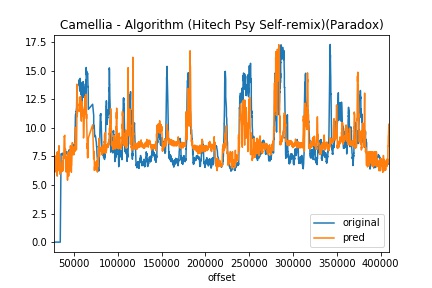 Camellia - Algorithm (Hitech Psy Self-remix)(Paradox)
17.5
15.0
12.5
10.0
7.5
5.0
2.5
0.0
50000 100000 150000 200000 250000 300000 350000 400000
offset
original
pred